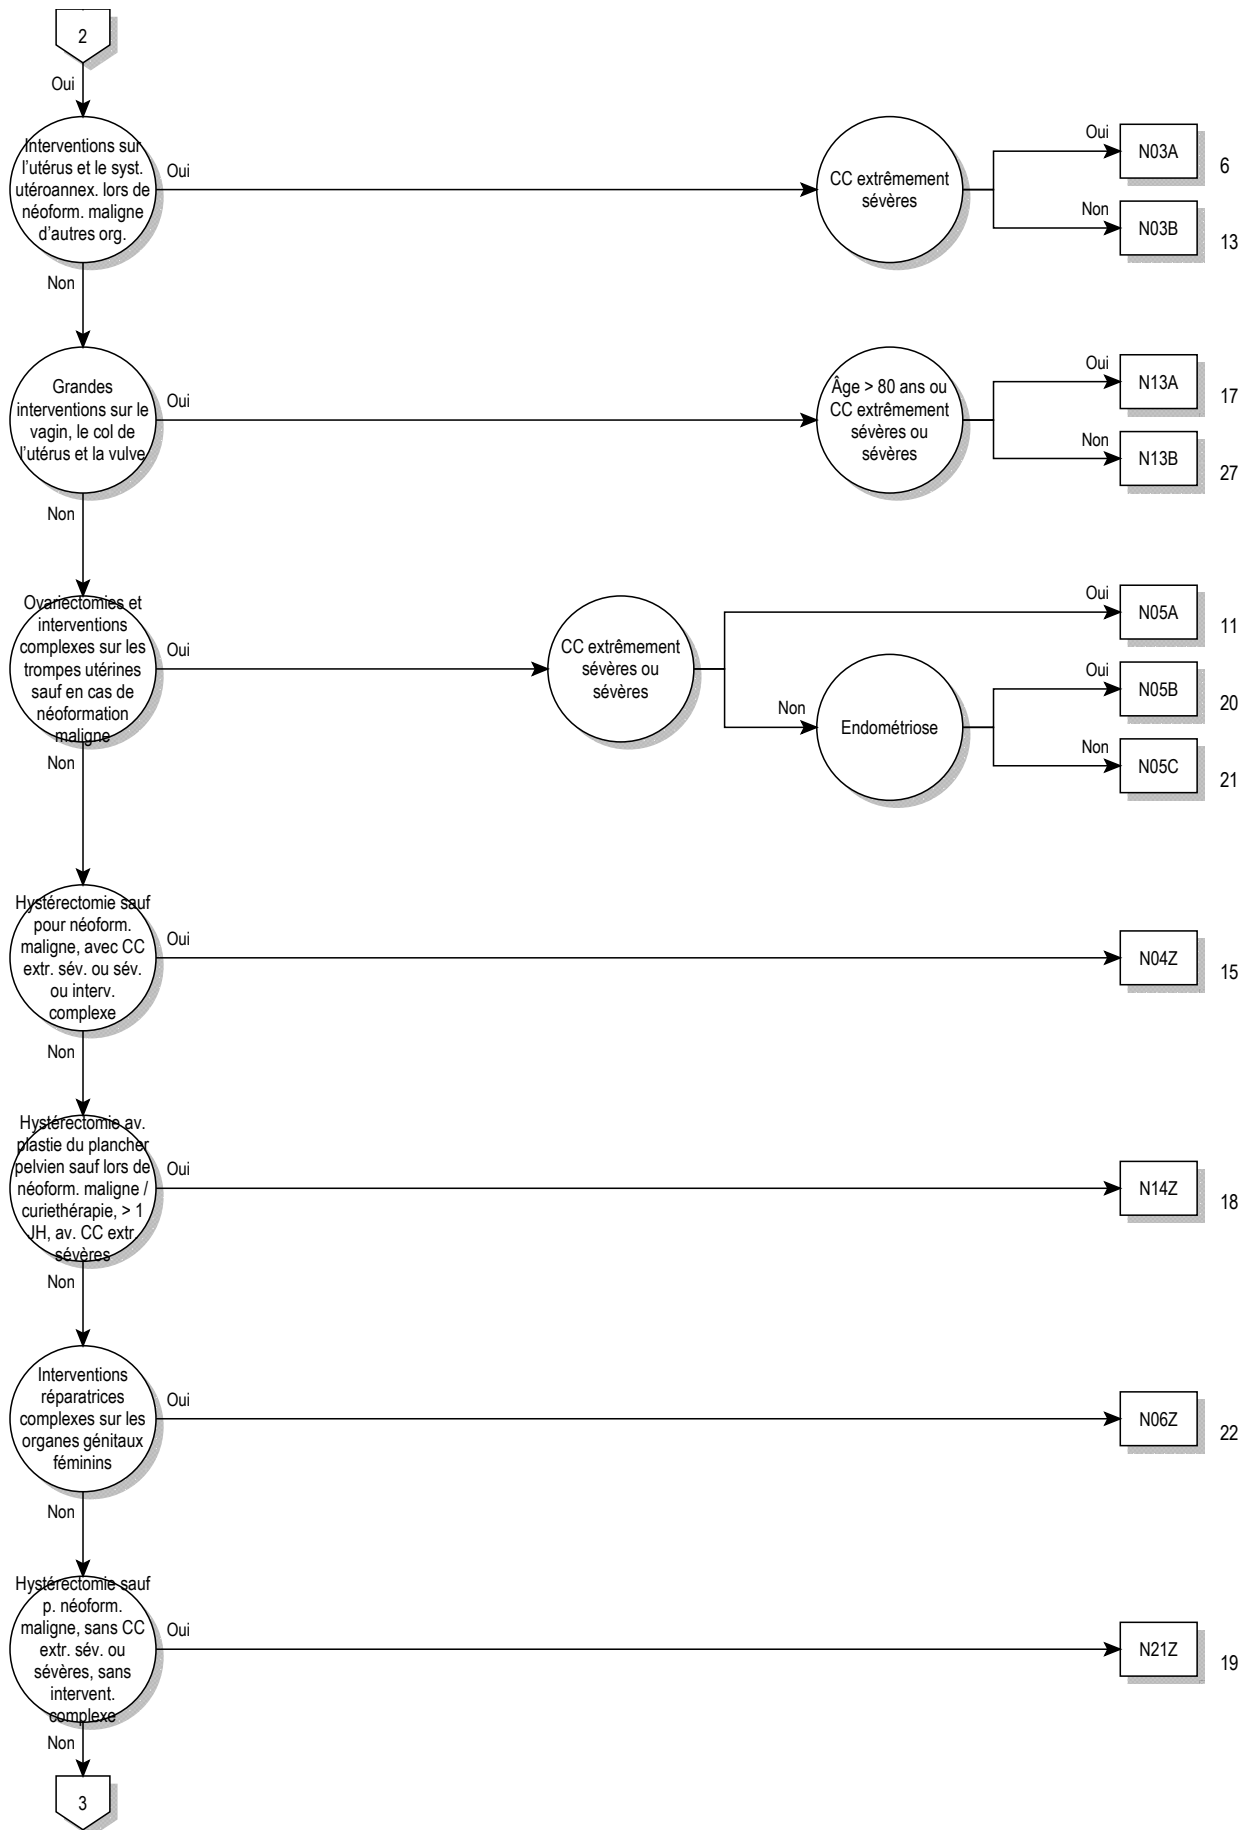 2
Oui
Interventions sur
l'utérus et le syst.
utéroannex. lors de
néoform. maligne
d'autres org.
Oui
CC extrêmement
sévères
Oui
N03A
6
Non
N03B
13
Non
Grandes
interventions sur le
vagin, le col de
l'utérus et la vulve
Oui
Âge > 80 ans ou
CC extrêmement
sévères ou
sévères
Oui
N13A
17
Non
N13B
27
Non
Ovariectomies et
interventions
complexes sur les
trompes utérines
sauf en cas de
néoformation
maligne
Oui
CC extrêmement
sévères ou
sévères
Oui
N05A
11
Non
Endométriose
Oui
N05B
20
Non
N05C
21
Non
Hystérectomie sauf
pour néoform.
maligne, avec CC
extr. sév. ou sév.
ou interv.
complexe
Oui
N04Z
15
Non
Hystérectomie av.
plastie du plancher
pelvien sauf lors de
néoform. maligne /
curiethérapie, > 1
JH, av. CC extr.
sévères
Oui
N14Z
18
Non
Interventions
réparatrices
complexes sur les
organes génitaux
féminins
Oui
N06Z
22
Non
Hystérectomie sauf
p. néoform.
maligne, sans CC
extr. sév. ou
sévères, sans
intervent.
complexe
Oui
N21Z
19
Non
3